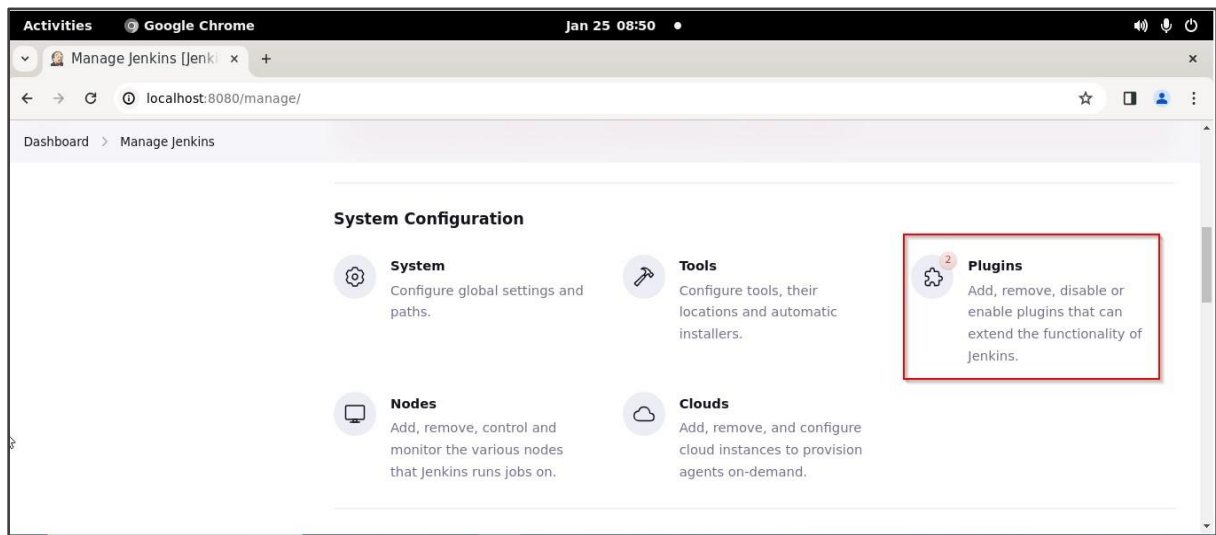 Activities Google Chrome Jan 25 08:50
Manage Jenkins [Jenki
localhost:8080/manage/
Dashboard > Manage Jenkins
System Configuration
System
Configure global settings and
paths.
Tools
Configure tools, their
locations and automatic
installers.
2
Plugins
Add, remove, disable or
enable plugins that can
extend the functionality of
Jenkins.
Nodes
Add, remove, control and
monitor the various nodes
that Jenkins runs jobs on.
Clouds
Add, remove, and configure
cloud instances to provision
agents on-demand.